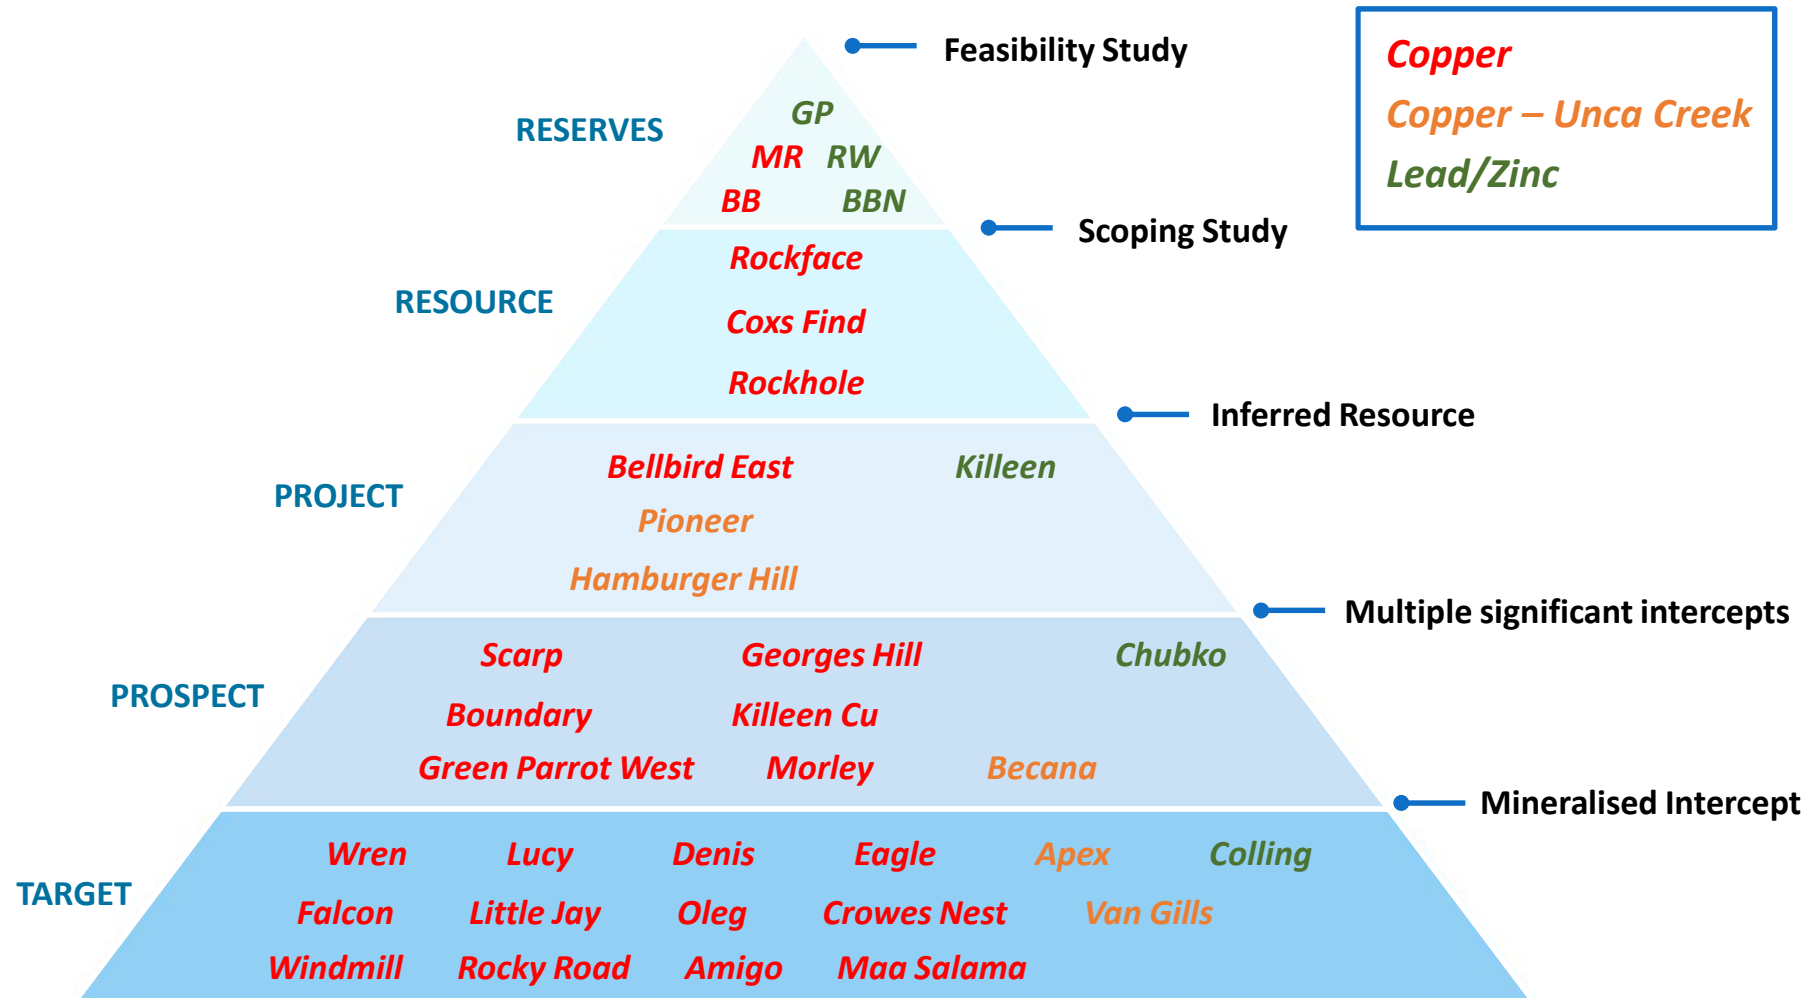 Feasibility Study
Copper
Copper – Unca Creek
Lead/Zinc
RESERVES
GP
MR RW
BB BBN
Scoping Study
RESOURCE
Rockface
Coxs Find
Rockhole
Inferred Resource
PROJECT
Bellbird East Killeen
Pioneer
Hamburger Hill
Multiple significant intercepts
PROSPECT
Scarp Georges Hill Chubko
Boundary Killeen Cu
Green Parrot West Morley Becana
Mineralised Intercept
TARGET
Wren Lucy Denis Eagle Apex Colling
Falcon Little Jay Oleg Crowes Nest Van Gills
Windmill Rocky Road Amigo Maa Salama